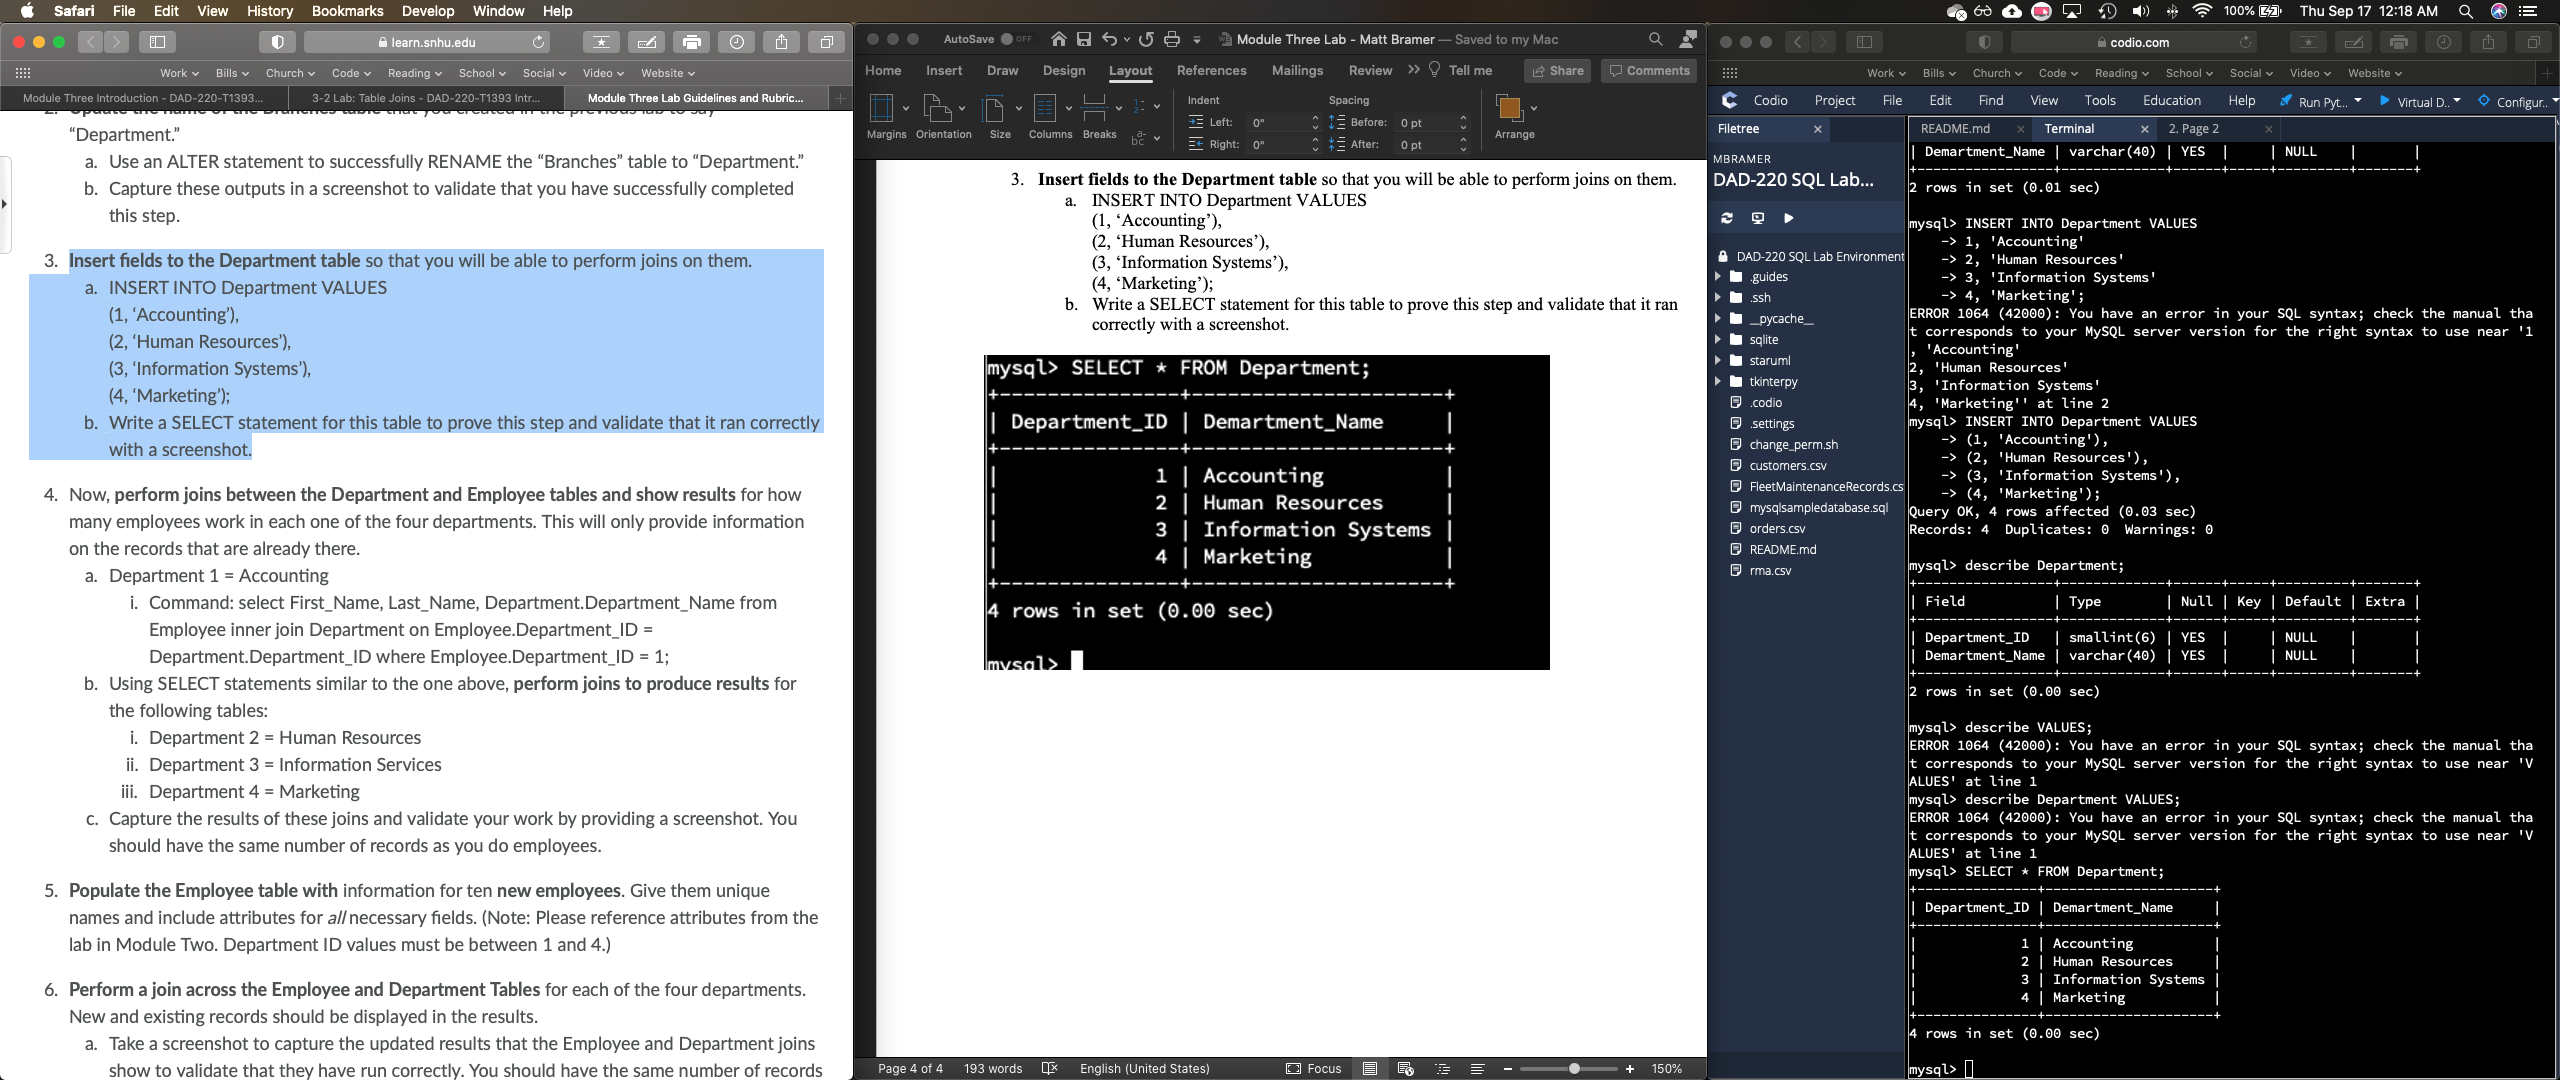 Safari File Edit View History Bookmarks Develop Window Help
100% Thu Sep 17 12:18 AM
learn.snhu.edu
Work Bills Church Code Reading School Social Video Website
Module Three Introduction - DAD-220-T1393...
3-2 Lab: Table Joins - DAD-220-T1393 Intr...
Module Three Lab Guidelines and Rubric...
“Department.”
a. Use an ALTER statement to successfully RENAME the “Branches” table to “Department.”
b. Capture these outputs in a screenshot to validate that you have successfully completed
this step.
3. Insert fields to the Department table so that you will be able to perform joins on them.
a. INSERT INTO Department VALUES
(1, ‘Accounting’),
(2, ‘Human Resources’),
(3, ‘Information Systems’),
(4, ‘Marketing’);
b. Write a SELECT statement for this table to prove this step and validate that it ran correctly
with a screenshot.
4. Now, perform joins between the Department and Employee tables and show results for how
many employees work in each one of the four departments. This will only provide information
on the records that are already there.
a. Department 1 = Accounting
i. Command: select First_Name, Last_Name, Department.Department_Name from
Employee inner join Department on Employee.Department_ID =
Department.Department_ID where Employee.Department_ID = 1;
b. Using SELECT statements similar to the one above, perform joins to produce results for
the following tables:
i. Department 2 = Human Resources
ii. Department 3 = Information Services
iii. Department 4 = Marketing
c. Capture the results of these joins and validate your work by providing a screenshot. You
should have the same number of records as you do employees.
5. Populate the Employee table with information for ten new employees. Give them unique
names and include attributes for all necessary fields. (Note: Please reference attributes from the
lab in Module Two. Department ID values must be between 1 and 4.)
6. Perform a join across the Employee and Department Tables for each of the four departments.
New and existing records should be displayed in the results.
a. Take a screenshot to capture the updated results that the Employee and Department joins
show to validate that they have run correctly. You should have the same number of records
AutoSave OFF Module Three Lab - Matt Bramer — Saved to my Mac
Home Insert Draw Design Layout References Mailings Review Tell me Share Comments
Indent Spacing
Left: 0" Before: 0 pt
Right: 0" After: 0 pt
Margins Orientation Size Columns Breaks Arrange
3. Insert fields to the Department table so that you will be able to perform joins on them.
a. INSERT INTO Department VALUES
(1, ‘Accounting’),
(2, ‘Human Resources’),
(3, ‘Information Systems’),
(4, ‘Marketing’);
b. Write a SELECT statement for this table to prove this step and validate that it ran
correctly with a screenshot.
mysql> SELECT * FROM Department;
+---------------+---------------------+
| Department_ID | Demartment_Name |
+---------------+---------------------+
| 1 | Accounting |
| 2 | Human Resources |
| 3 | Information Systems |
| 4 | Marketing |
+---------------+---------------------+
4 rows in set (0.00 sec)
mysql>
Page 4 of 4 193 words English (United States) Focus 150%
codio.com
Work Bills Church Code Reading School Social Video Website
Codio Project File Edit Find View Tools Education Help Run Pyt... Virtual D.. Configur..
Filetree
README.md Terminal 2. Page 2
MBRAMER
DAD-220 SQL Lab...
DAD-220 SQL Lab Environment
.guides
.ssh
__pycache__
sqlite
staruml
tkinterpy
.codio
.settings
change_perm.sh
customers.csv
FleetMaintenanceRecords.cs
mysqlsampledatabase.sql
orders.csv
README.md
rma.csv
| Demartment_Name | varchar(40) | YES | | NULL | |
+-----------------+-------------+------+-----+---------+-------+
2 rows in set (0.01 sec)
mysql> INSERT INTO Department VALUES
-> 1, 'Accounting'
-> 2, 'Human Resources'
-> 3, 'Information Systems'
-> 4, 'Marketing';
ERROR 1064 (42000): You have an error in your SQL syntax; check the manual tha
t corresponds to your MySQL server version for the right syntax to use near '1
, 'Accounting'
2, 'Human Resources'
3, 'Information Systems'
4, 'Marketing'' at line 2
mysql> INSERT INTO Department VALUES
-> (1, 'Accounting'),
-> (2, 'Human Resources'),
-> (3, 'Information Systems'),
-> (4, 'Marketing');
Query OK, 4 rows affected (0.03 sec)
Records: 4 Duplicates: 0 Warnings: 0
mysql> describe Department;
+-----------------+-------------+------+-----+---------+-------+
| Field | Type | Null | Key | Default | Extra |
+-----------------+-------------+------+-----+---------+-------+
| Department_ID | smallint(6) | YES | | NULL | |
| Demartment_Name | varchar(40) | YES | | NULL | |
+-----------------+-------------+------+-----+---------+-------+
2 rows in set (0.00 sec)
mysql> describe VALUES;
ERROR 1064 (42000): You have an error in your SQL syntax; check the manual tha
t corresponds to your MySQL server version for the right syntax to use near 'V
ALUES' at line 1
mysql> describe Department VALUES;
ERROR 1064 (42000): You have an error in your SQL syntax; check the manual tha
t corresponds to your MySQL server version for the right syntax to use near 'V
ALUES' at line 1
mysql> SELECT * FROM Department;
+---------------+---------------------+
| Department_ID | Demartment_Name |
+---------------+---------------------+
| 1 | Accounting |
| 2 | Human Resources |
| 3 | Information Systems |
| 4 | Marketing |
+---------------+---------------------+
4 rows in set (0.00 sec)
mysql>